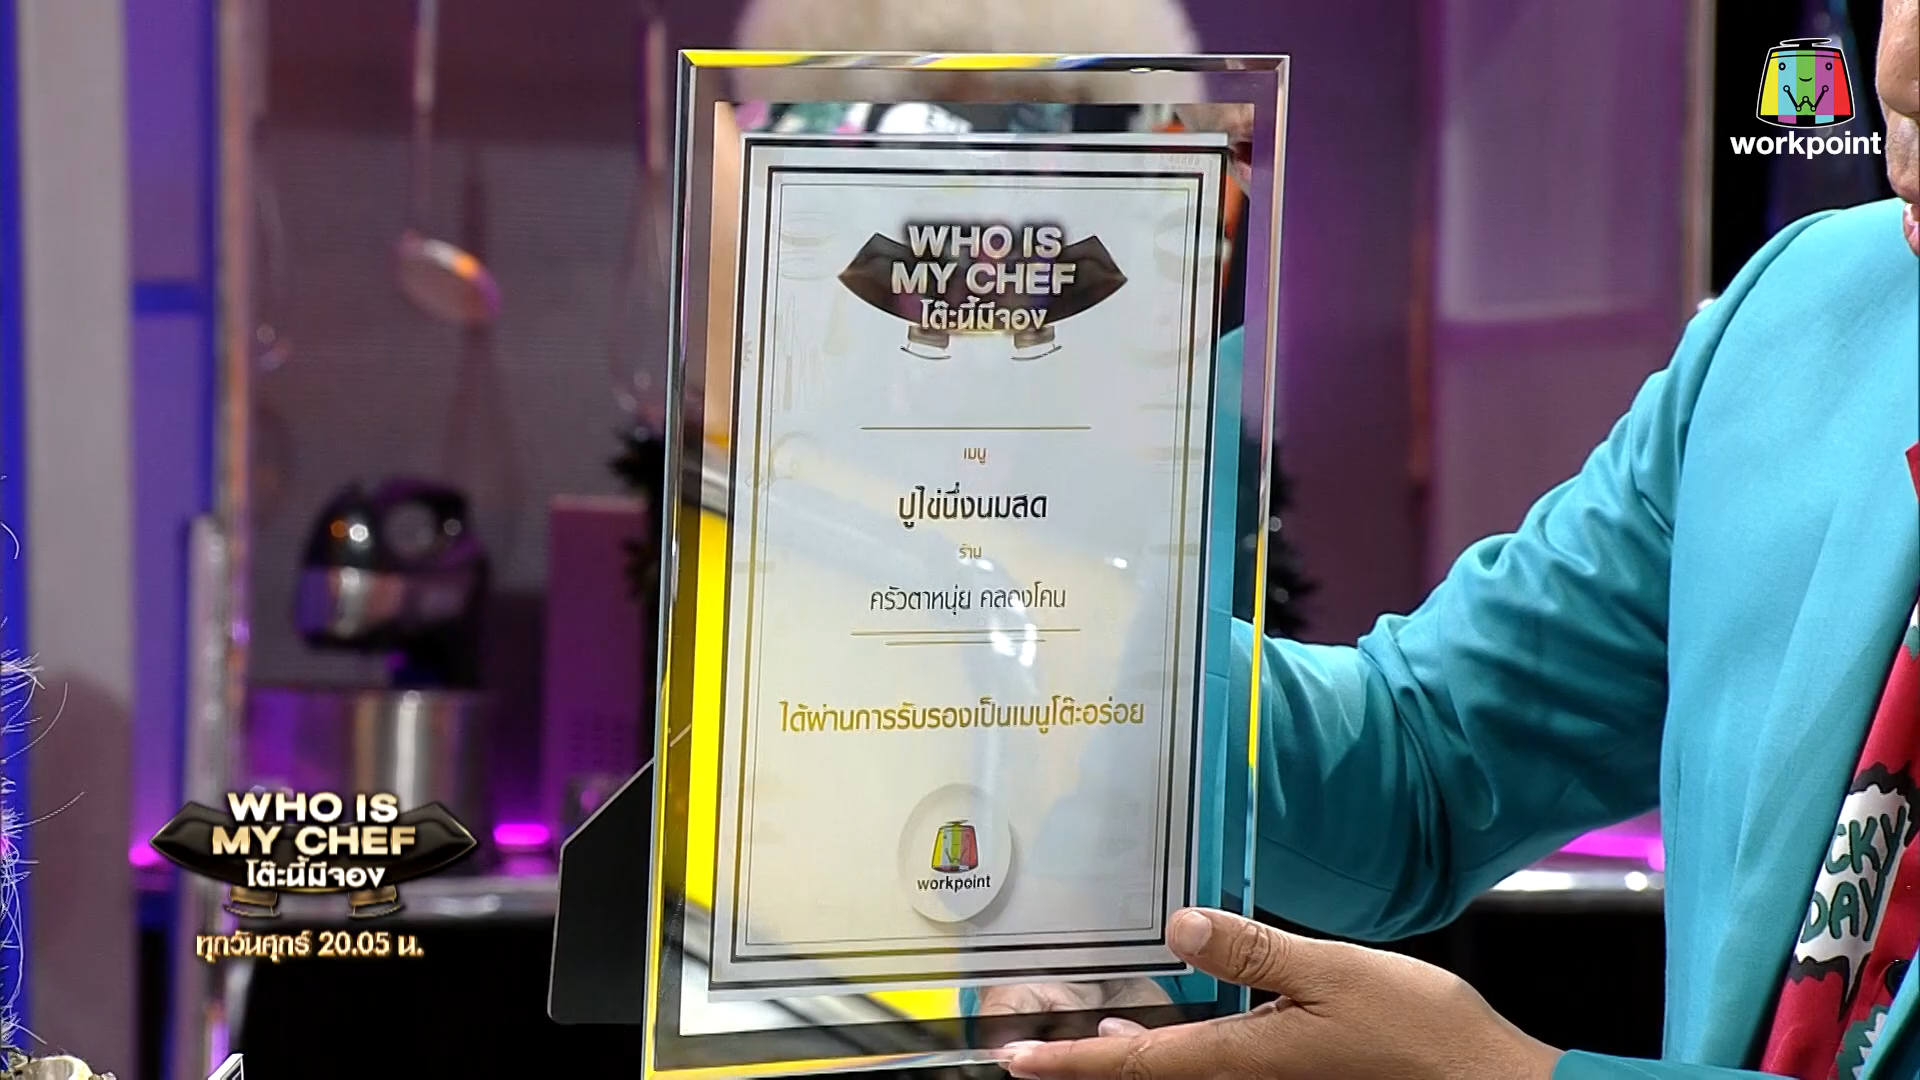 workpoint
WHO IS
MY CHEF
โต๊ะนี้มีจอง
เมนู
ปูไข่นึ่งนมสด
ร้าน
ครัวตาหนุ่ย คลองโคน
ได้ผ่านการรับรองเป็นเมนูโต๊ะอร่อย
workpoint
WHO IS
MY CHEF
โต๊ะนี้มีจอง
ทุกวันศุกร์ 20.05 น.
DAY